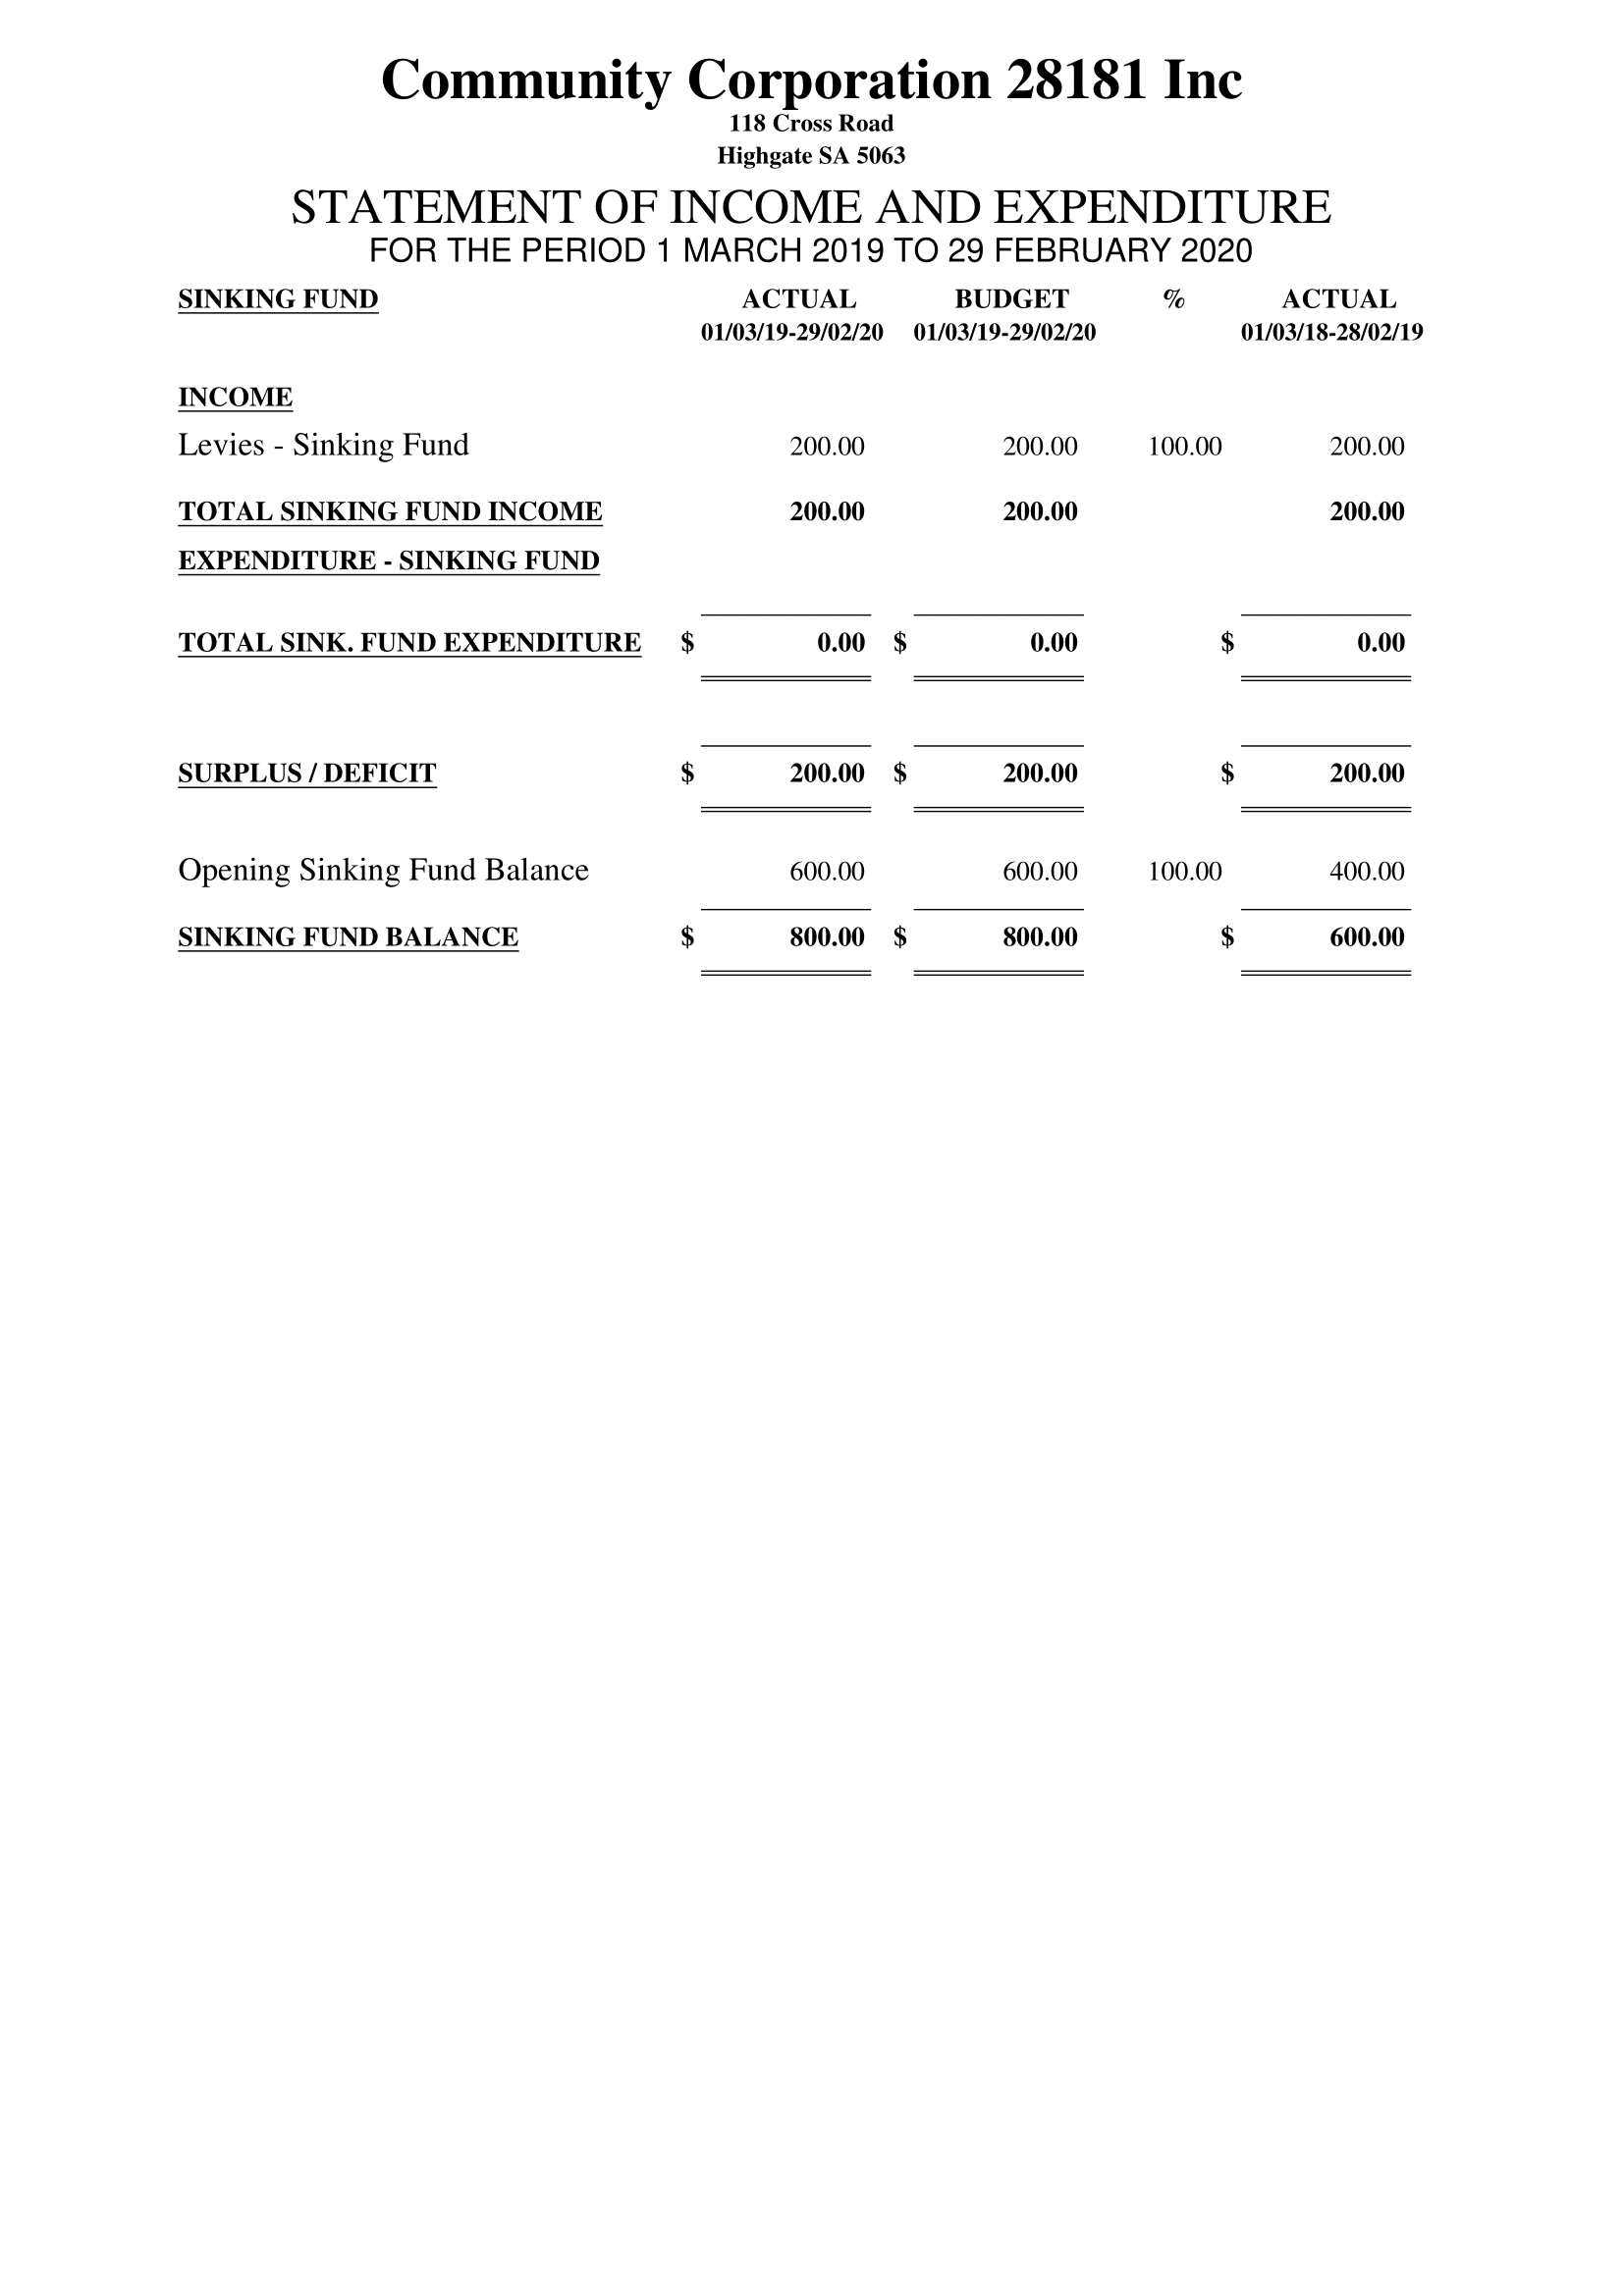 Community Corporation 28181 Inc
118 Cross Road
Highgate SA 5063
STATEMENT OF INCOME AND EXPENDITURE
FOR THE PERIOD 1 MARCH 2019 TO 29 FEBRUARY 2020
SINKING FUND ACTUAL BUDGET % ACTUAL
01/03/19-29/02/20 01/03/19-29/02/20 01/03/18-28/02/19
INCOME
Levies - Sinking Fund 200.00 200.00 100.00 200.00
TOTAL SINKING FUND INCOME 200.00 200.00 200.00
EXPENDITURE - SINKING FUND
TOTAL SINK. FUND EXPENDITURE $ 0.00 $ 0.00 $ 0.00
SURPLUS / DEFICIT $ 200.00 $ 200.00 $ 200.00
Opening Sinking Fund Balance 600.00 600.00 100.00 400.00
SINKING FUND BALANCE $ 800.00 $ 800.00 $ 600.00